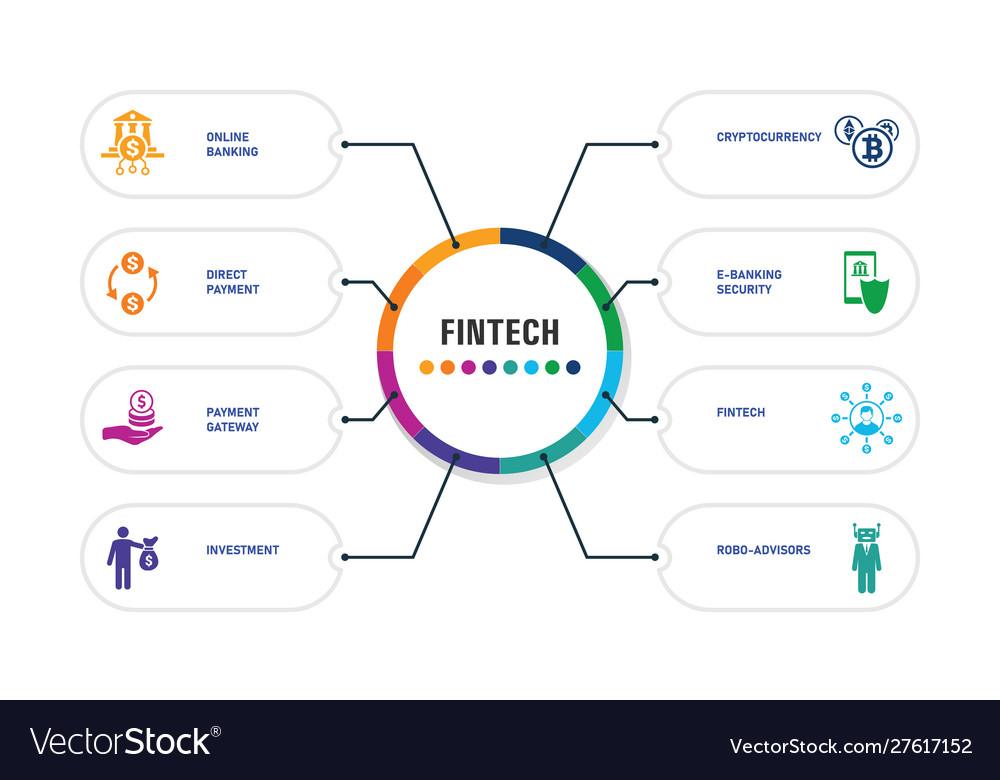 ONLINE
BANKING
DIRECT
PAYMENT
PAYMENT
GATEWAY
INVESTMENT
FINTECH
CRYPTOCURRENCY
E-BANKING
SECURITY
FINTECH
ROBO-ADVISORS
VectorStock®
VectorStock.com/27617152